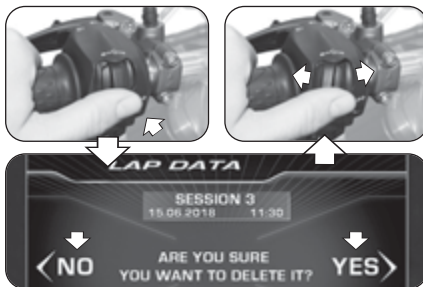 LAP DATA
SESSION 3
15.06.2018 11:30
NO
ARE YOU SURE
YOU WANT TO DELETE IT?
YES